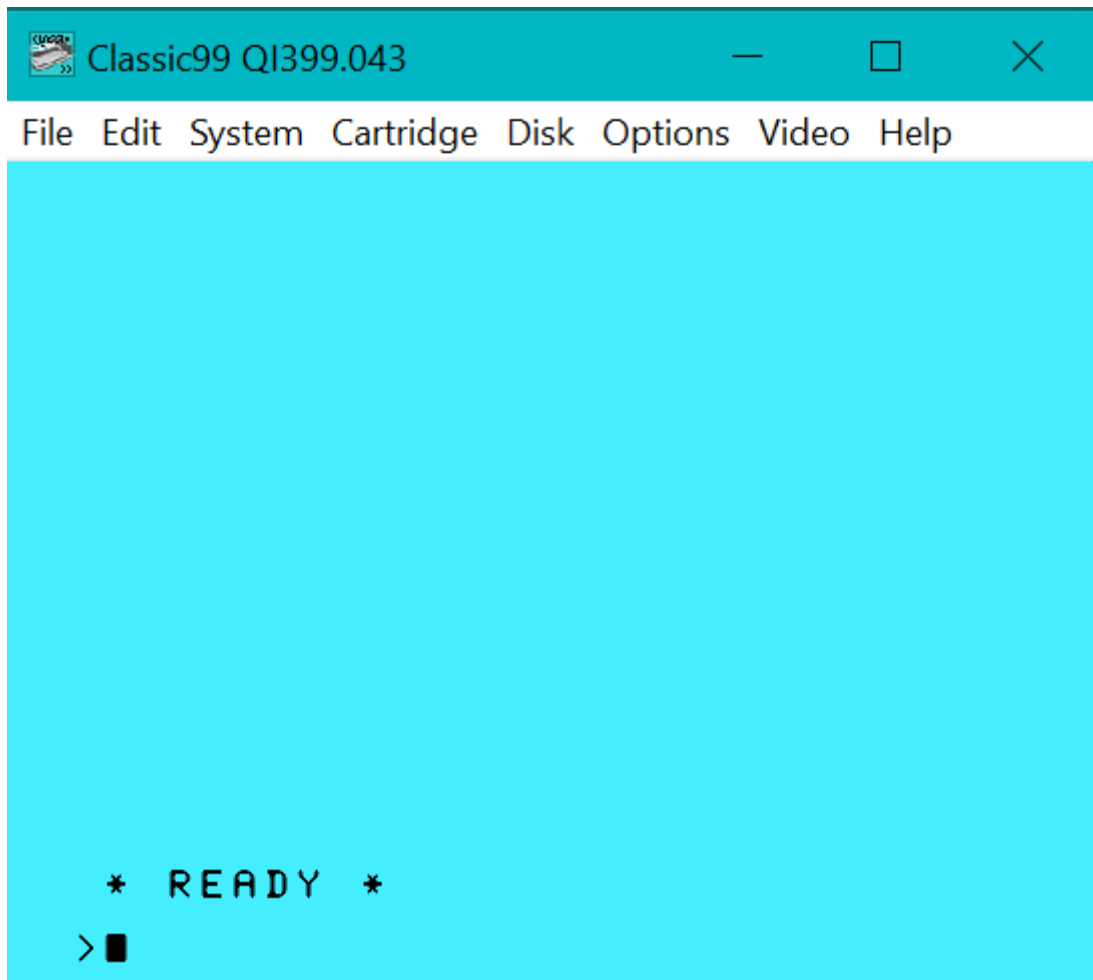 Classic99 QI399.043
File Edit System Cartridge Disk Options Video Help
* READY *
>